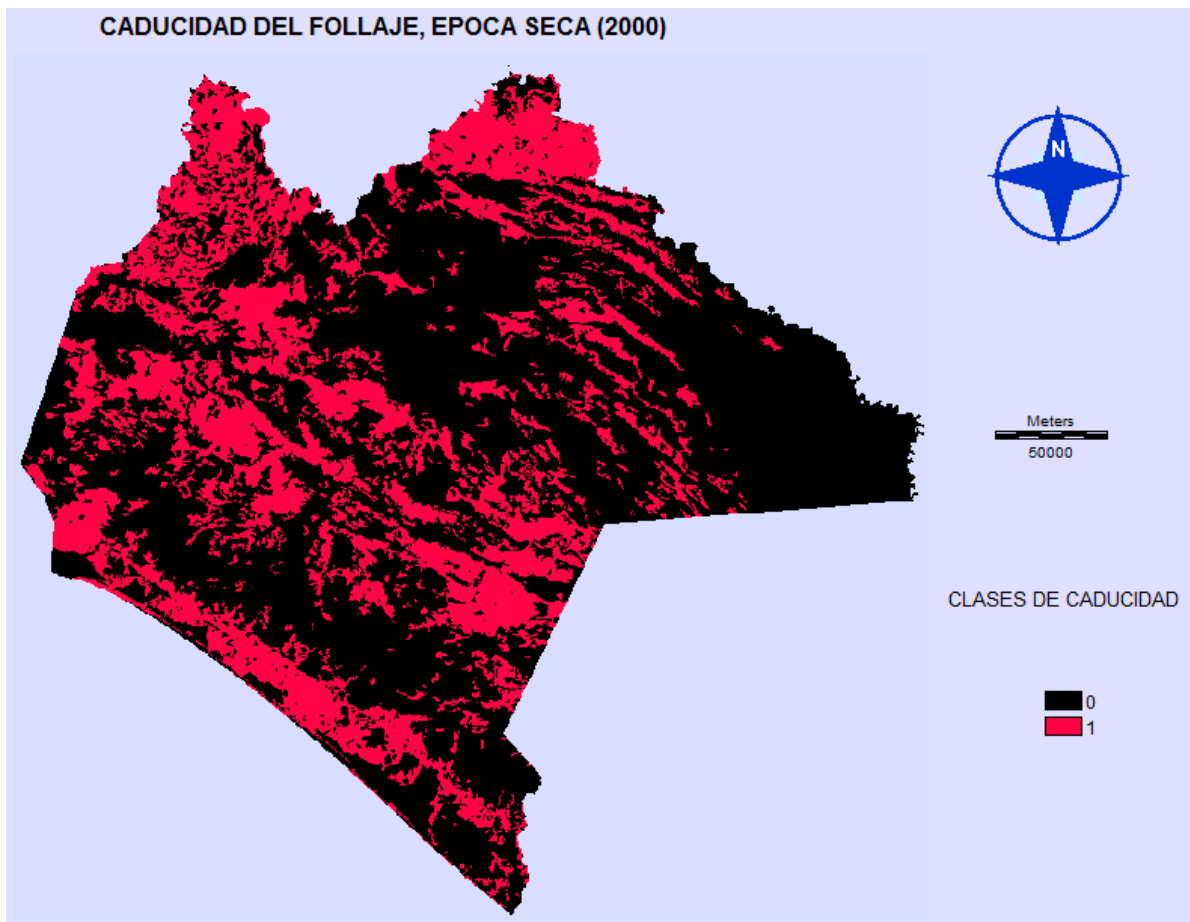 CADUCIDAD DEL FOLLAJE, EPOCA SECA (2000)
N
Meters
50000
CLASES DE CADUCIDAD
0
1